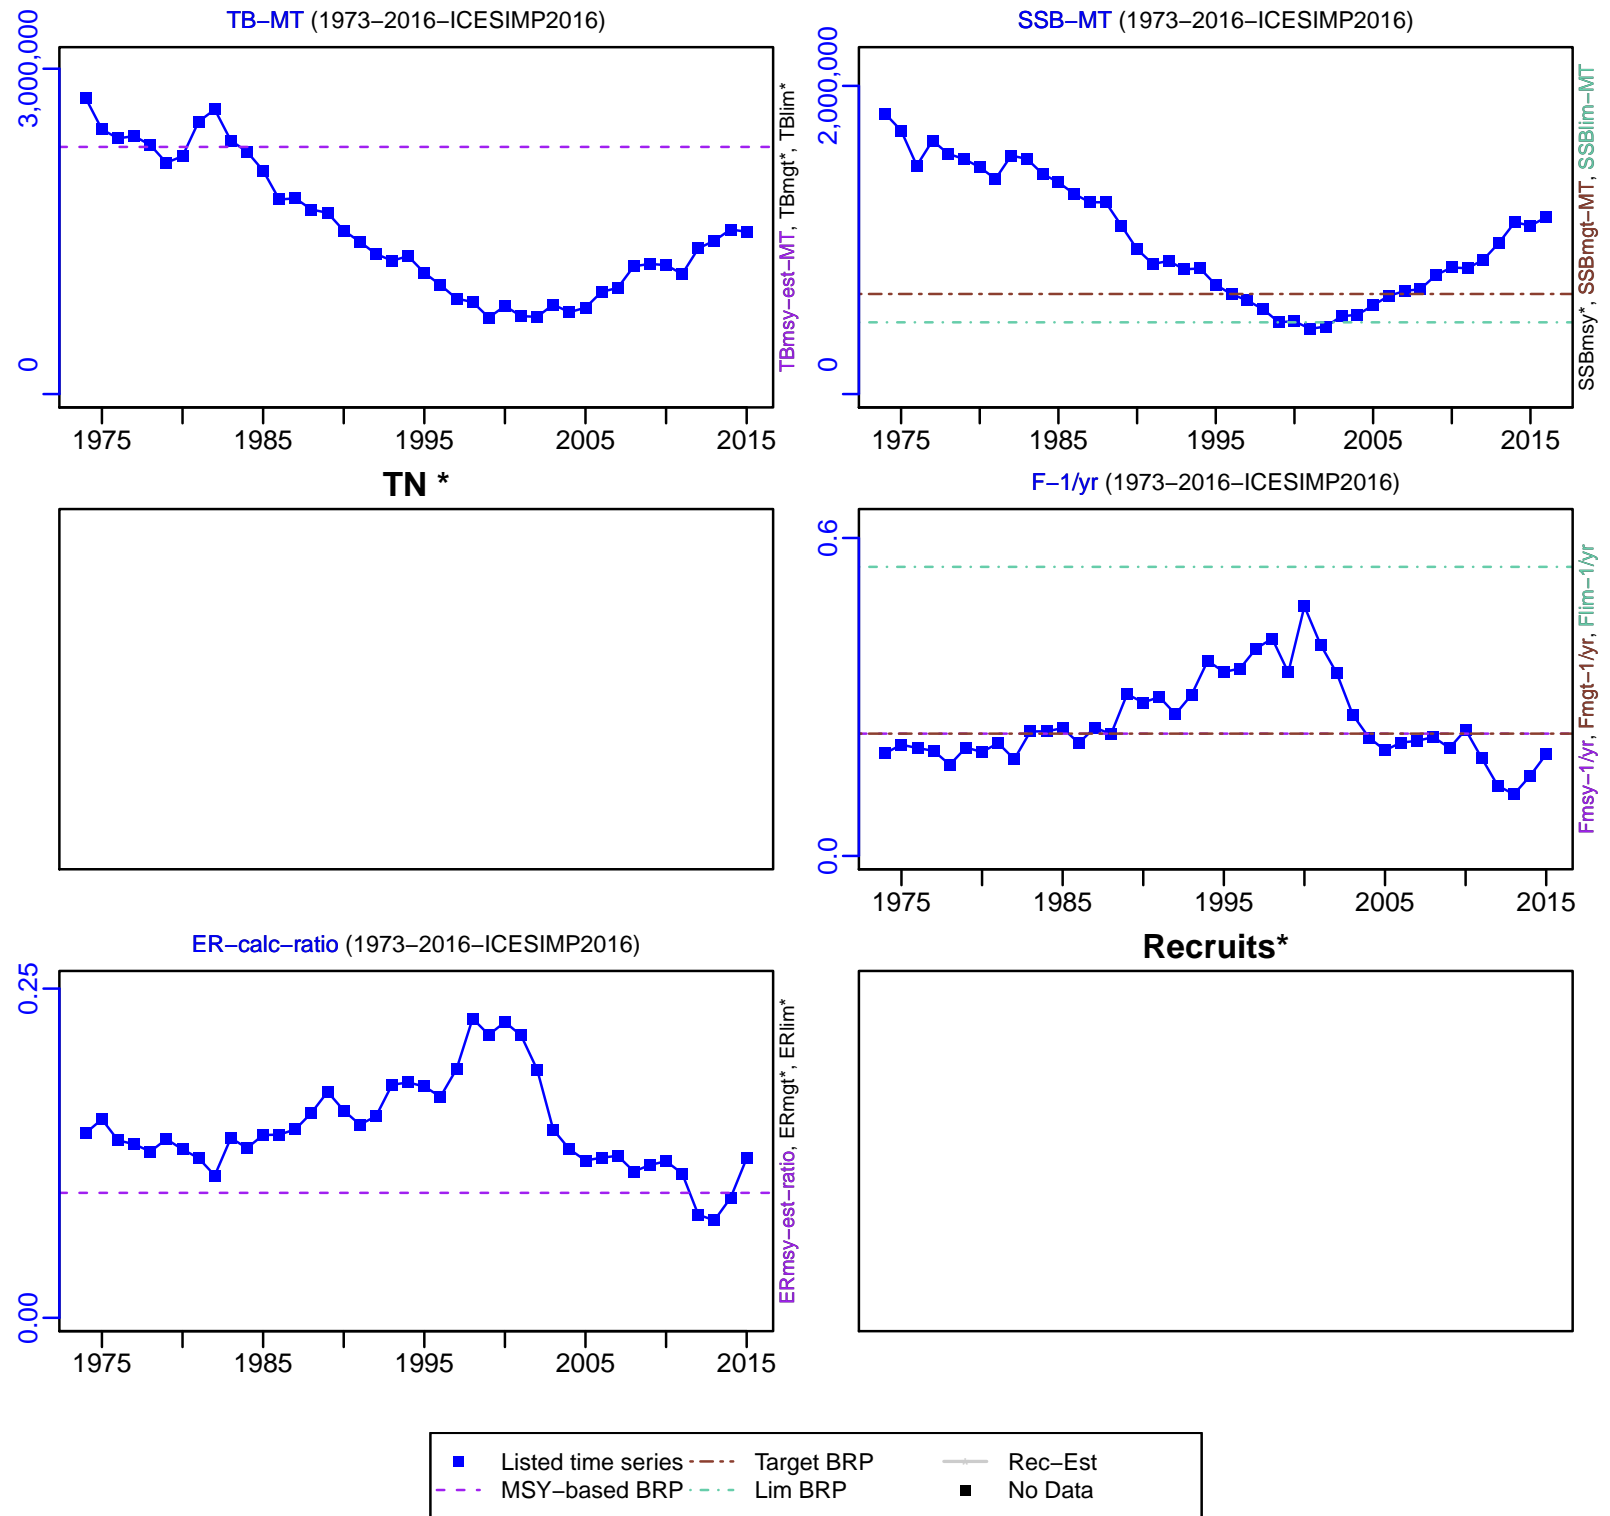 TB−MT (1973−2016−ICESIMP2016)
3,000,000
0
1975 1985 1995 2005 2015
TBmsy−est−MT, TBmgt*, TBlim*
SSB−MT (1973−2016−ICESIMP2016)
2,000,000
0
1975 1985 1995 2005 2015
SSBmsy*, SSBmgt−MT, SSBlim−MT
TN *
F−1/yr (1973−2016−ICESIMP2016)
0.6
0.0
1975 1985 1995 2005 2015
Fmsy−1/yr, Fmgt−1/yr, Flim−1/yr
ER−calc−ratio (1973−2016−ICESIMP2016)
0.25
0.00
1975 1985 1995 2005 2015
ERmsy−est−ratio, ERmgt*, ERlim*
Recruits*
Listed time series Target BRP Rec−Est
MSY−based BRP Lim BRP No Data